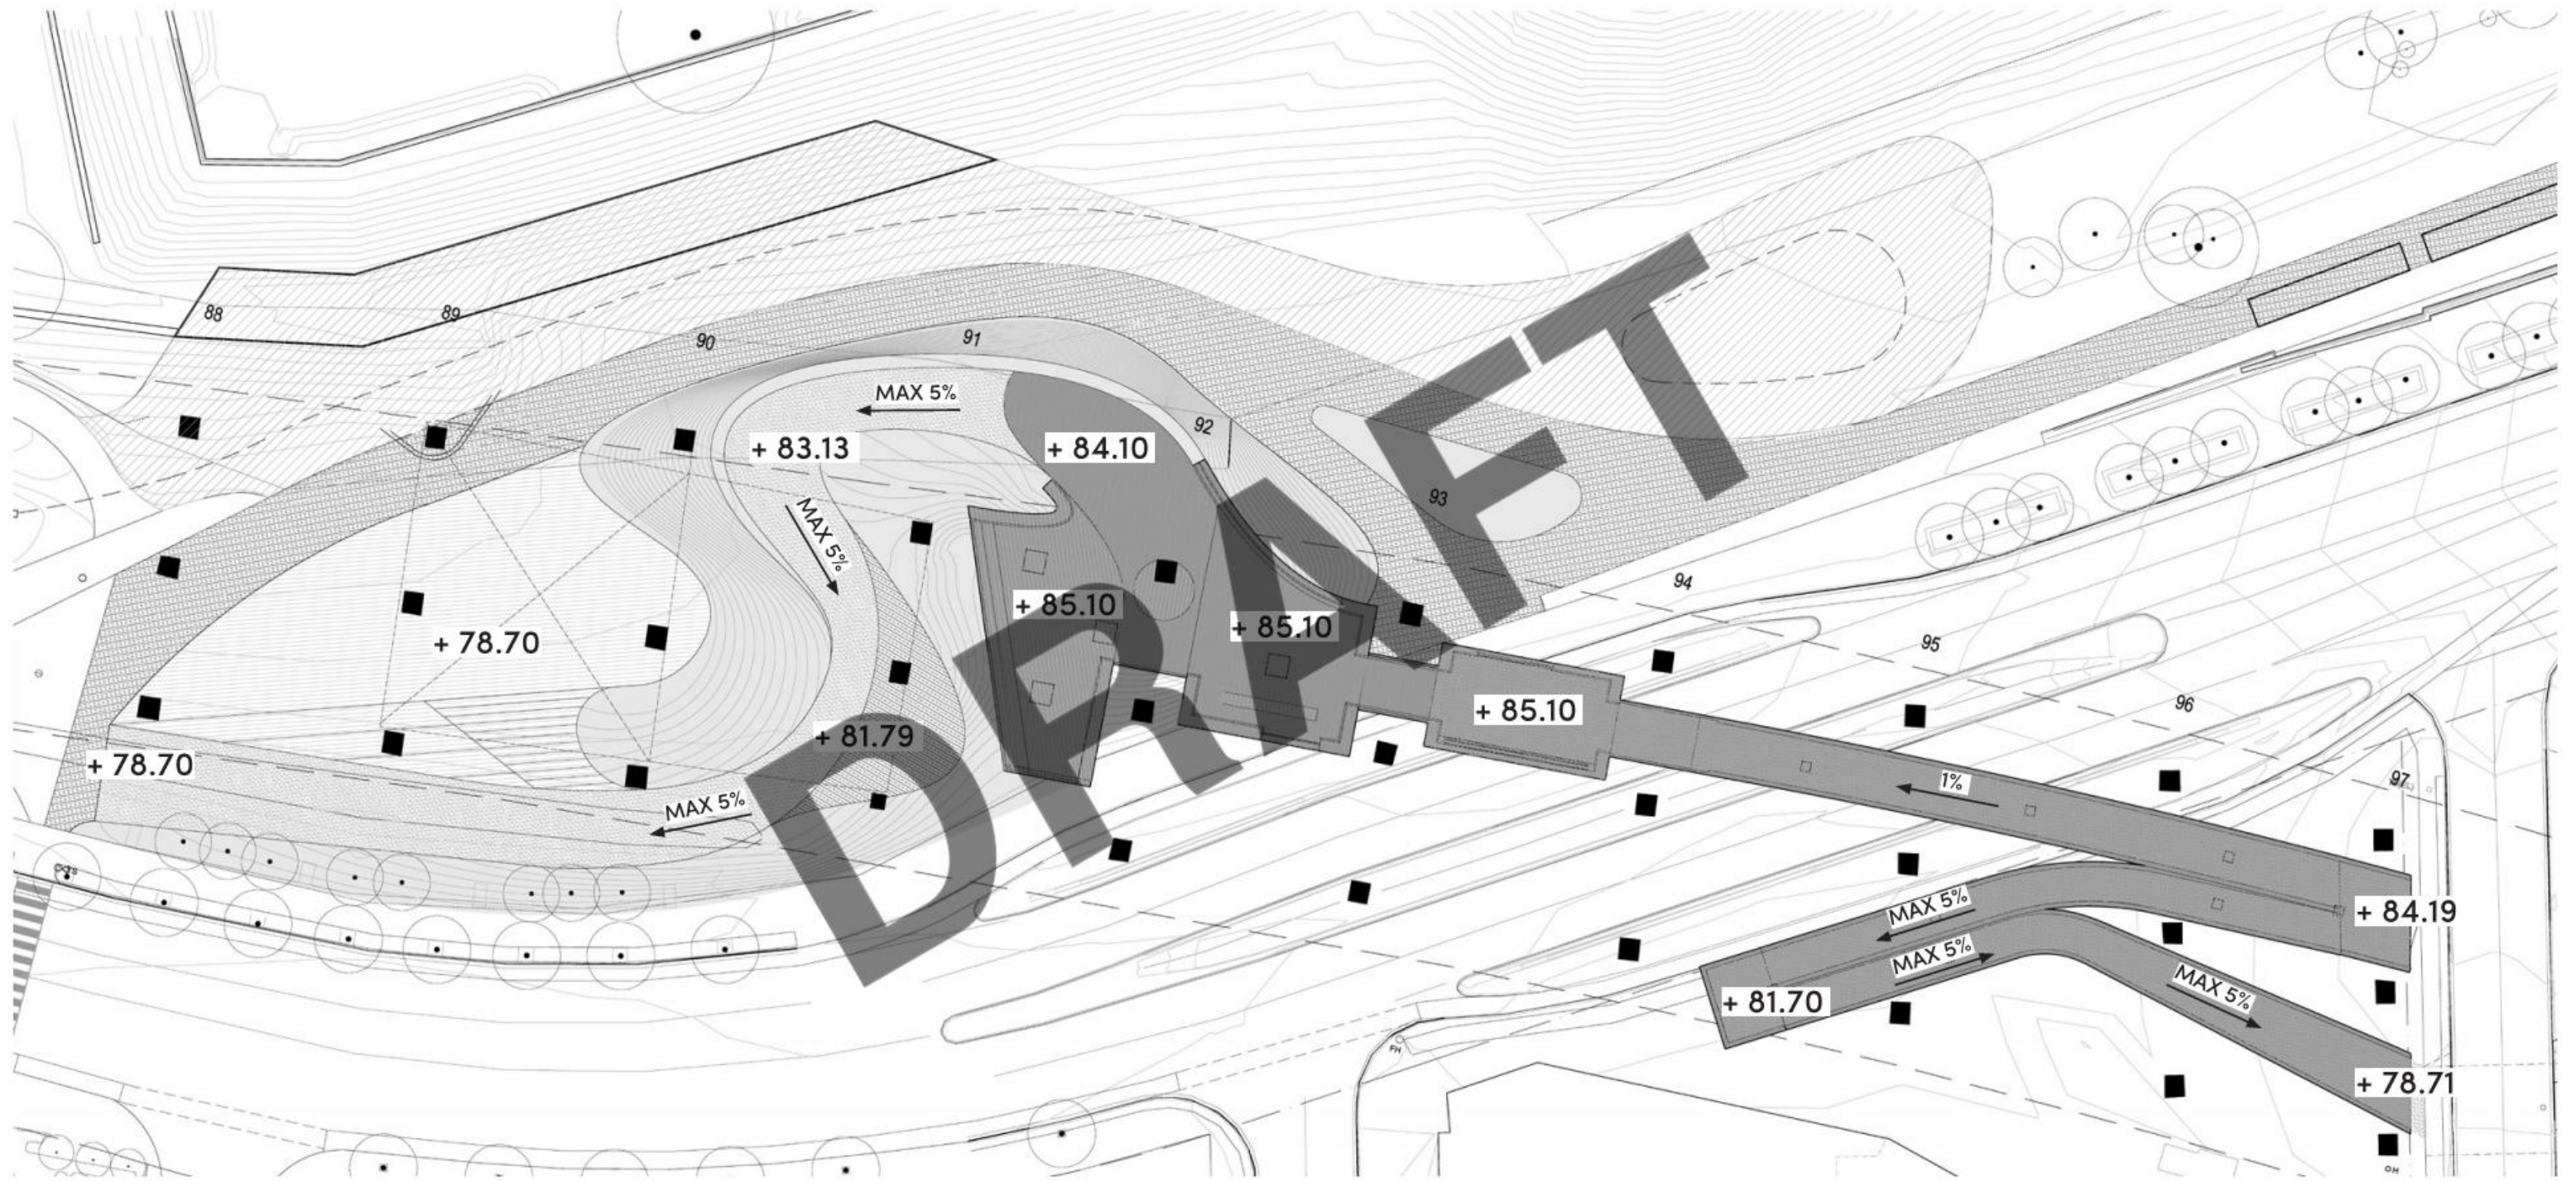 88
89
90
91
MAX 5%
92
+ 83.13
+ 84.10
93
MAX 5%
94
+ 85.10
+ 85.10
+ 78.70
95
96
+ 85.10
+ 81.79
+ 78.70
97
1%
MAX 5%
DRAFT
MAX 5%
+ 84.19
MAX 5%
MAX 5%
+ 81.70
FH
+ 78.71
OH